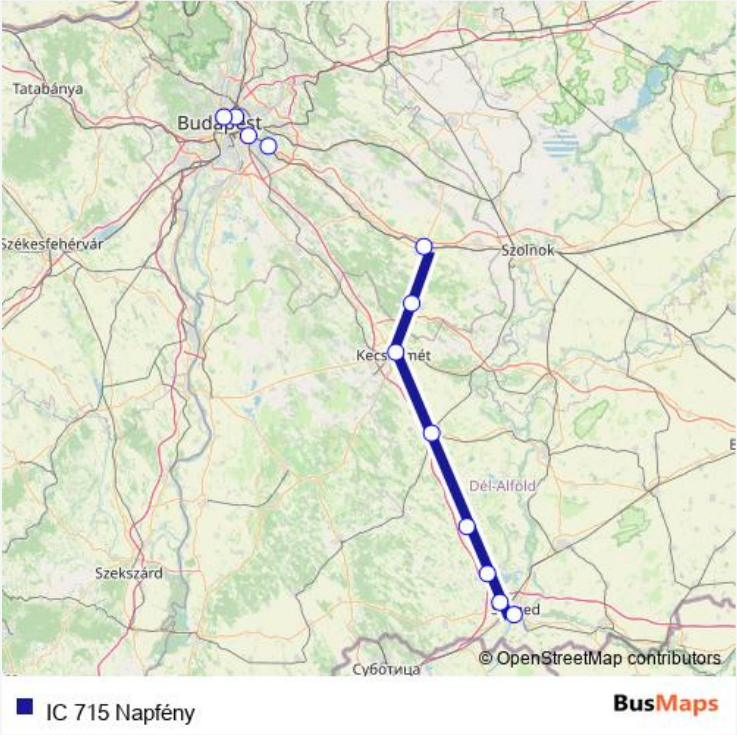 Tatabánya
Budapest
Székesfehérvár
Szolnok
Kecskemét
Dél-Alföld
Szekszárd
Суботица
© OpenStreetMap contributors
IC 715 Napfény
BusMaps